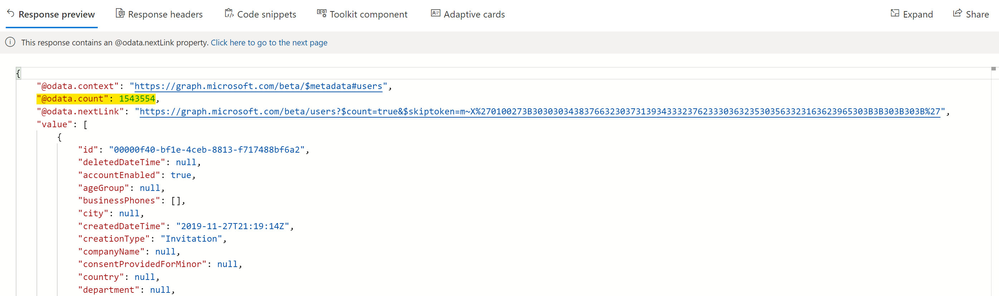 Response preview Response headers Code snippets Toolkit component Adaptive cards Expand Share
This response contains an @odata.nextLink property. Click here to go to the next page
{
"@odata.context": "https://graph.microsoft.com/beta/$metadata#users",
"@odata.count": 1543554,
"@odata.nextLink": "https://graph.microsoft.com/beta/users?$count=true&$skiptoken=m~X%270100273B30303034383766323037313934333237623330363235303563323163623965303B3B303B303B%27",
"value": [
{
"id": "00000f40-bf1e-4ceb-8813-f717488bf6a2",
"deletedDateTime": null,
"accountEnabled": true,
"ageGroup": null,
"businessPhones": [],
"city": null,
"createdDateTime": "2019-11-27T21:19:14Z",
"creationType": "Invitation",
"companyName": null,
"consentProvidedForMinor": null,
"country": null,
"department": null,